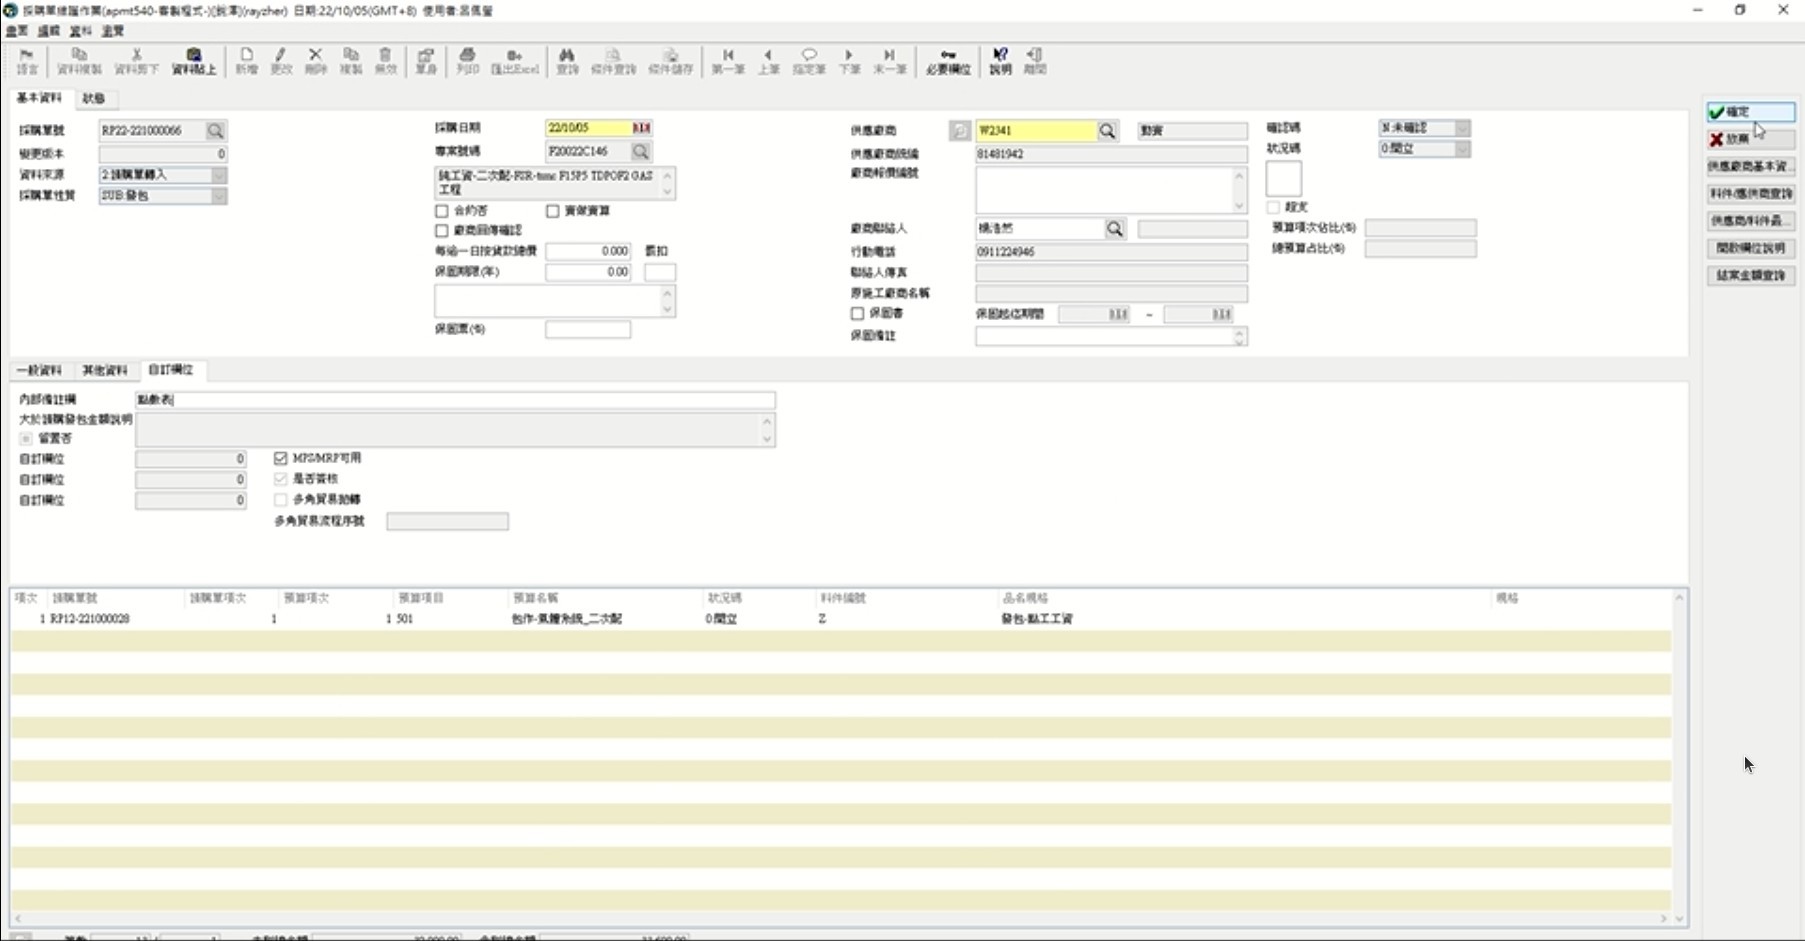 採購單維護作業(apmt540-客製程式-)(銳澤)(rayzher) 日期:22/10/05(GMT+8) 使用者:呂佩瑩
畫面 編輯 資料 瀏覽
語言 資料複製 資料剪下 資料貼上 新增 更改 刪除 複製 無效 單身 列印 匯出Excel 查詢 條件查詢 條件儲存 第一筆 上筆 指定筆 下筆 末一筆 必要欄位 說明 離開
基本資料 狀態
確定
採購單號 RP22-221000066 採購日期 22/10/05 供應廠商 W2341 勤實 確認碼 N:未確認
放棄
變更版本 0 專案號碼 F20022C146 供應廠商統編 81481942 狀況碼 0:開立
供應廠商基本資...
資料來源 2:請購單轉入 純工資-二次配-FSR-tunc F15P5 TDPOF2 GAS 廠商報價編號
工程
採購單性質 SUB:發包
料件/應供商查詢
合約否 實做實算 超支
供應商/料件最...
廠商回傳確認 廠商聯絡人 楊浩然 預算項次佔比(%)
每逾一日按貨款總價 0.000 罰扣 行動電話 0911224946 總預算占比(%)
開啟欄位說明
保固期限(年) 0.00 聯絡人傳真
結案金額查詢
原施工廠商名稱
保固書 保固起迄期間 ~
保固票(%) 保固備註
一般資料 其他資料 自訂欄位
內部備註欄 點數表
大於請購發包金額說明
留置否
自訂欄位 0 MPS/MRP可用
自訂欄位 0 是否簽核
自訂欄位 0 多角貿易拋轉
多角貿易流程序號
項次 請購單號 請購單項次 預算項次 預算項目 預算名稱 狀況碼 料件編號 品名規格 規格
1 RP12-221000028 1 1 501 包作-氣體系統_二次配 0:開立 Z 發包-點工工資